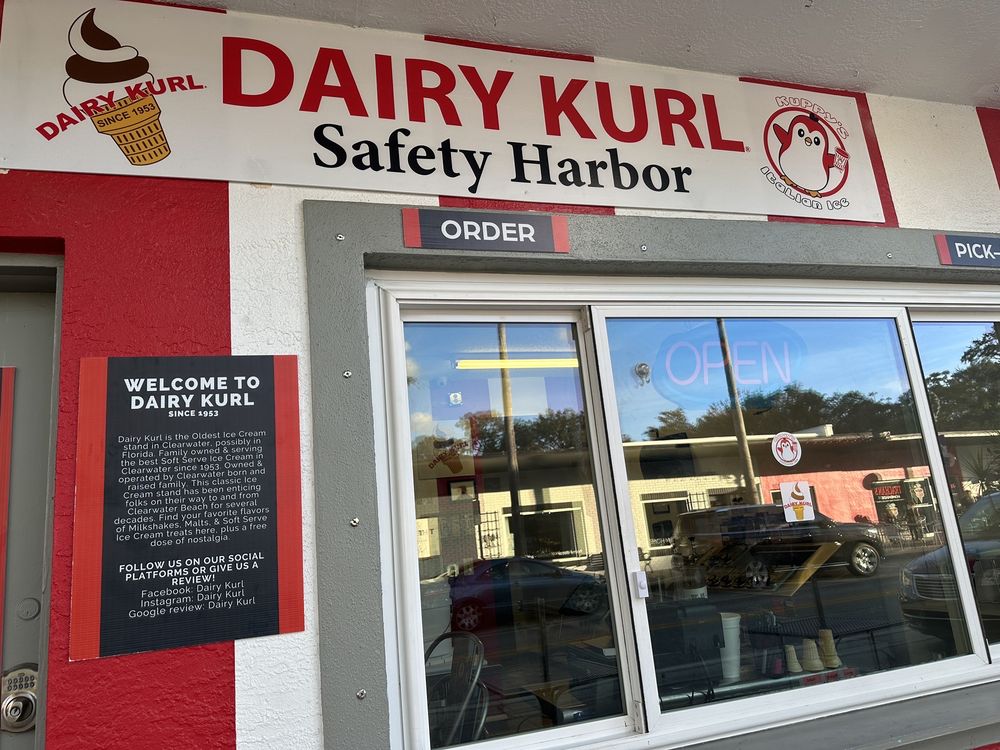 DAIRY KURL
SINCE 1953
DAIRY KURL
Safety Harbor
KUPPY'S
Italian Ice
ORDER
PICK-
OPEN
WELCOME TO
DAIRY KURL
SINCE 1953
Dairy Kurl is the Oldest Ice Cream
stand in Clearwater, possibly in
Florida. Family owned & serving
the best Soft Serve Ice Cream in
Clearwater since 1953. Owned &
operated by Clearwater born and
raised family. This classic Ice
Cream stand has been enticing
folks on their way to and from
Clearwater Beach for several
decades. Find your favorite flavors
of Milkshakes, Malts, & Soft Serve
Ice Cream treats here, plus a free
dose of nostalgia.
FOLLOW US ON OUR SOCIAL
PLATFORMS OR GIVE US A
REVIEW!
Facebook: Dairy Kurl
Instagram: Dairy Kurl
Google review: Dairy Kurl
DAIRY KURL